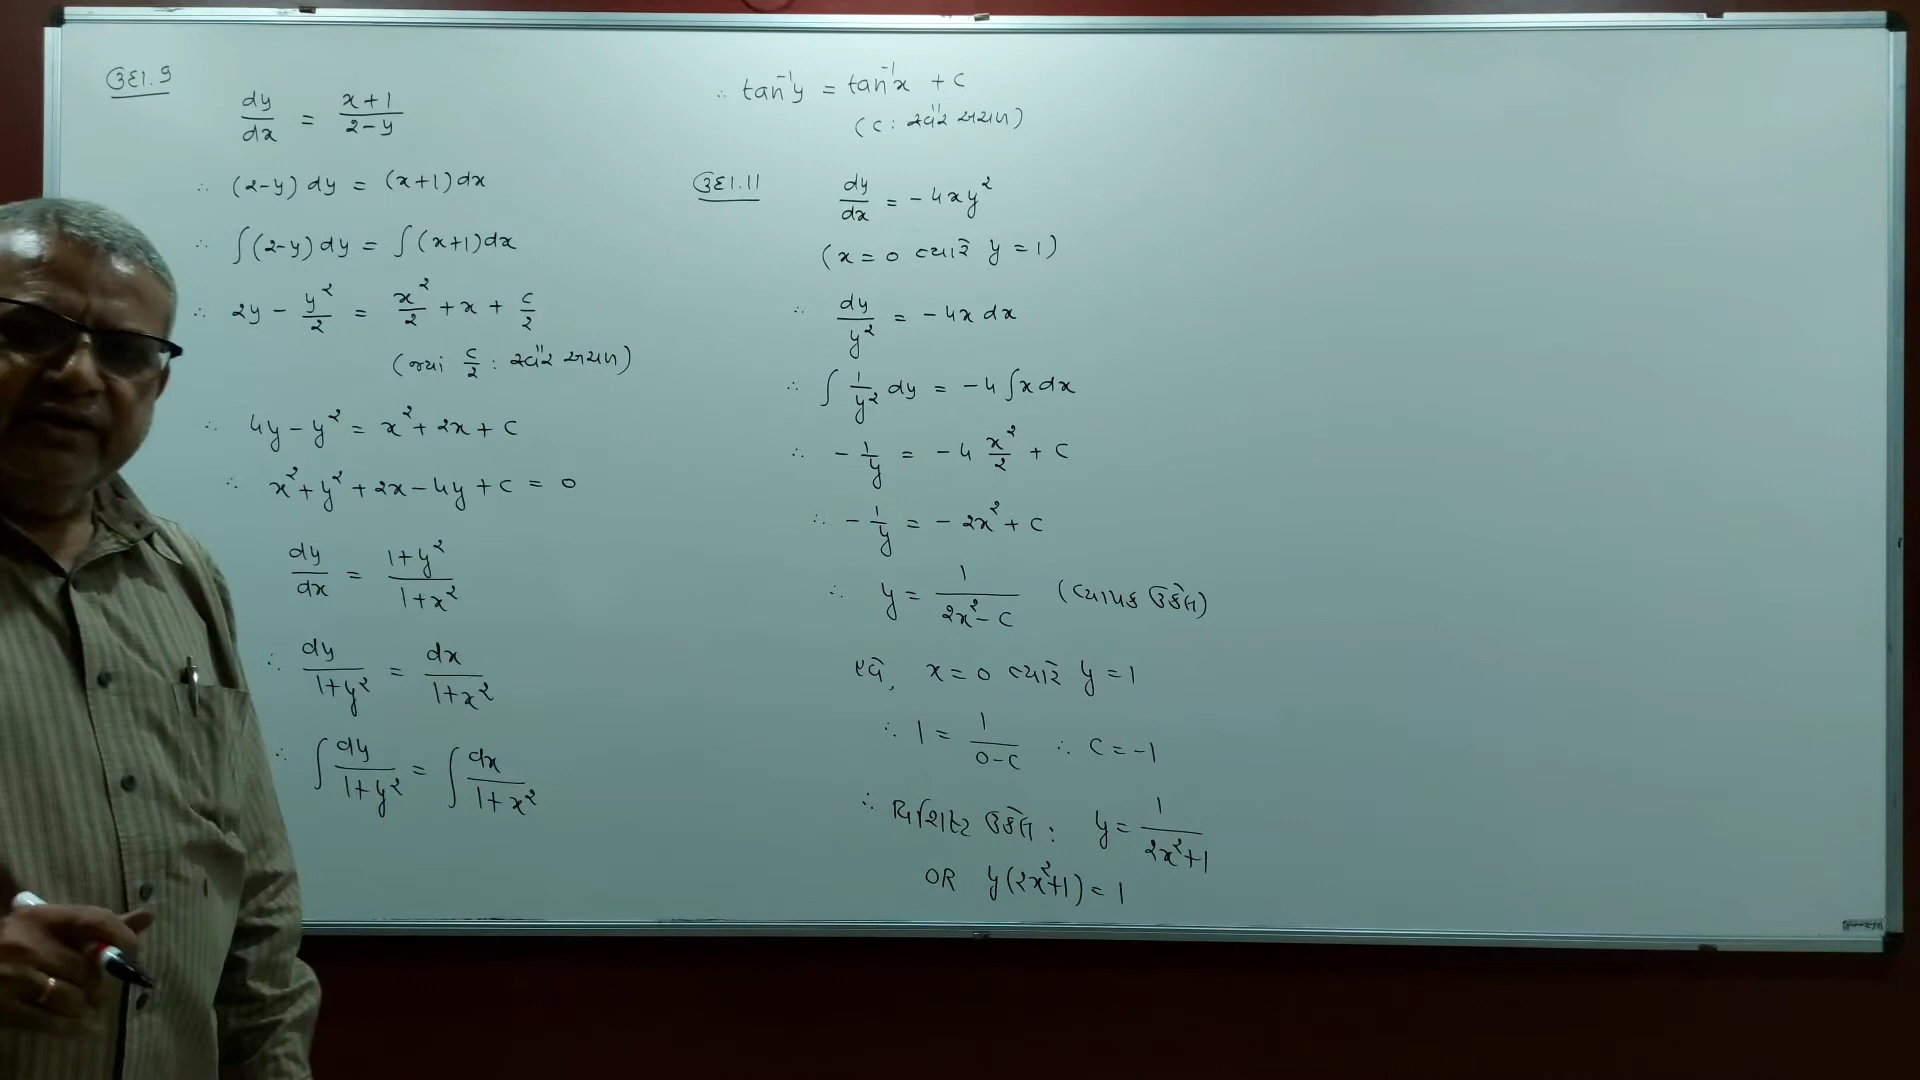 ઉદા.9
dy/dx = (x+1)/(2-y)
∴ (2-y) dy = (x+1) dx
∴ ∫(2-y) dy = ∫(x+1) dx
∴ 2y - y²/2 = x²/2 + x + c/2
(જ્યાં c/2 : સ્વૈર અચળ)
∴ 4y - y² = x² + 2x + c
∴ x² + y² + 2x - 4y + c = 0
dy/dx = (1+y²)/(1+x²)
∴ dy/(1+y²) = dx/(1+x²)
∴ ∫ dy/(1+y²) = ∫ dx/(1+x²)
∴ tan⁻¹y = tan⁻¹x + c
(c : સ્વૈર અચળ)
ઉદા.11
dy/dx = -4xy²
(x = 0 ત્યારે y = 1)
∴ dy/y² = -4x dx
∴ ∫ 1/y² dy = -4 ∫x dx
∴ -1/y = -4 x²/2 + c
∴ -1/y = -2x² + c
∴ y = 1/(2x² - c) (વ્યાપક ઉકેલ)
હવે, x = 0 ત્યારે y = 1
∴ 1 = 1/(0-c) ∴ c = -1
∴ વિશિષ્ટ ઉકેલ : y = 1/(2x²+1)
OR y(2x²+1) = 1